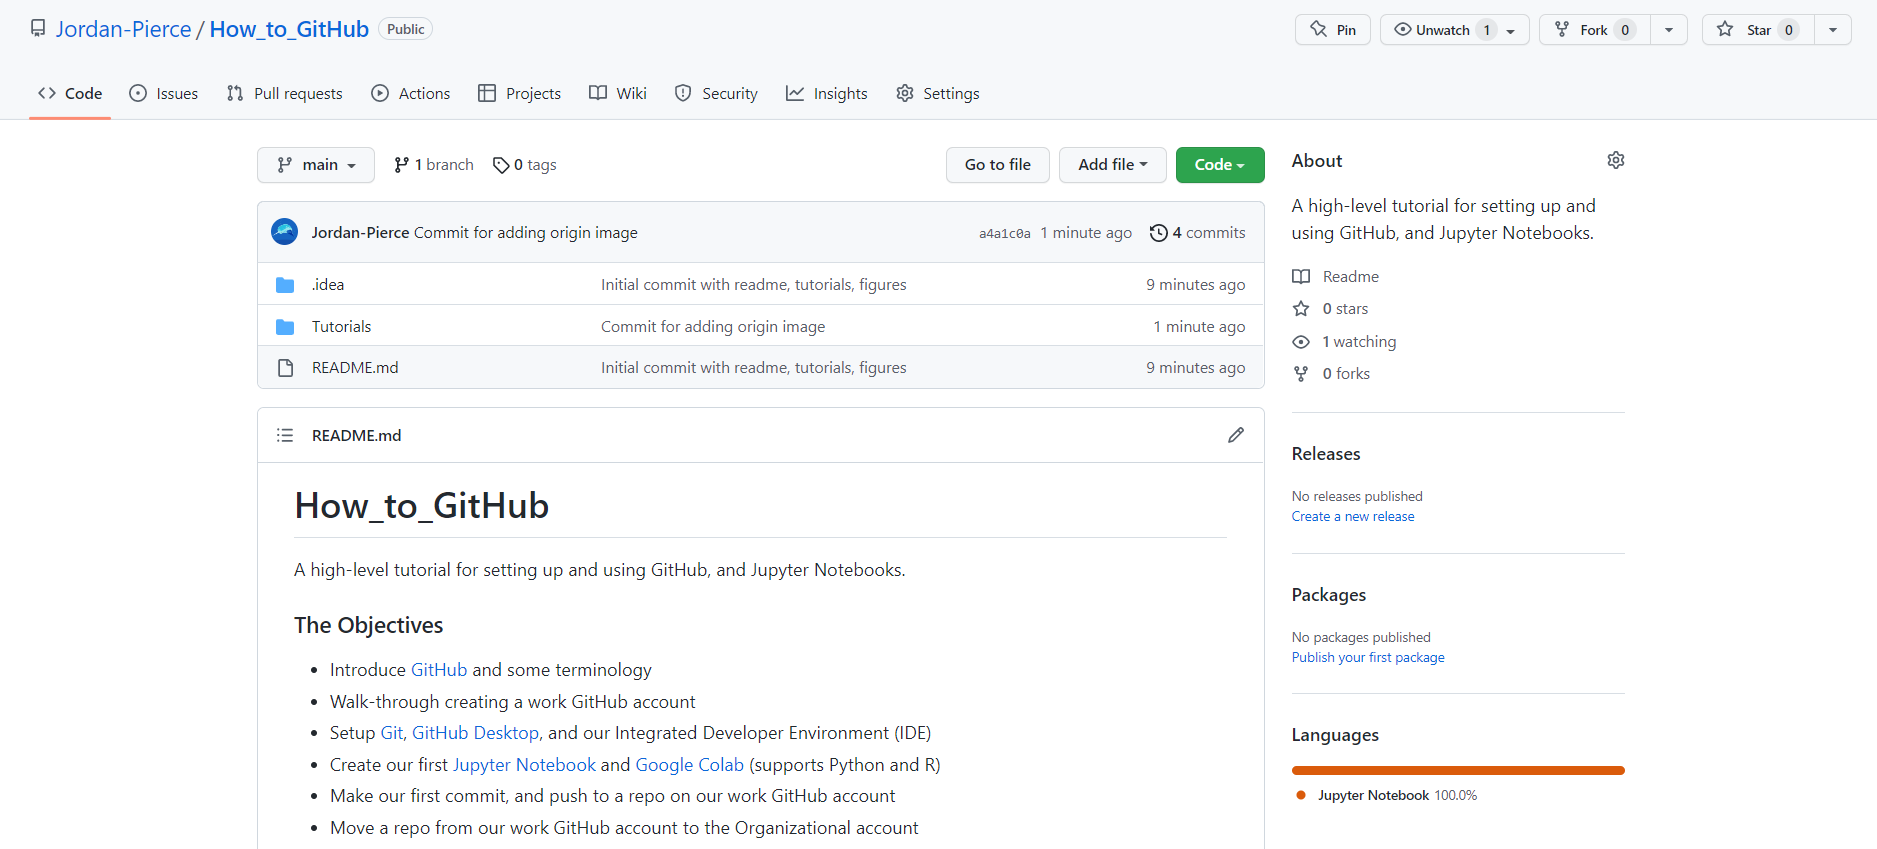 Jordan-Pierce / How_to_GitHub Public
Pin Unwatch 1 Fork 0 Star 0
Code Issues Pull requests Actions Projects Wiki Security Insights Settings
main 1 branch 0 tags Go to file Add file Code
Jordan-Pierce Commit for adding origin image a4a1c0a 1 minute ago 4 commits
.idea Initial commit with readme, tutorials, figures 9 minutes ago
Tutorials Commit for adding origin image 1 minute ago
README.md Initial commit with readme, tutorials, figures 9 minutes ago
README.md
How_to_GitHub
A high-level tutorial for setting up and using GitHub, and Jupyter Notebooks.
The Objectives
• Introduce GitHub and some terminology
• Walk-through creating a work GitHub account
• Setup Git, GitHub Desktop, and our Integrated Developer Environment (IDE)
• Create our first Jupyter Notebook and Google Colab (supports Python and R)
• Make our first commit, and push to a repo on our work GitHub account
• Move a repo from our work GitHub account to the Organizational account
About
A high-level tutorial for setting up and
using GitHub, and Jupyter Notebooks.
Readme
0 stars
1 watching
0 forks
Releases
No releases published
Create a new release
Packages
No packages published
Publish your first package
Languages
Jupyter Notebook 100.0%